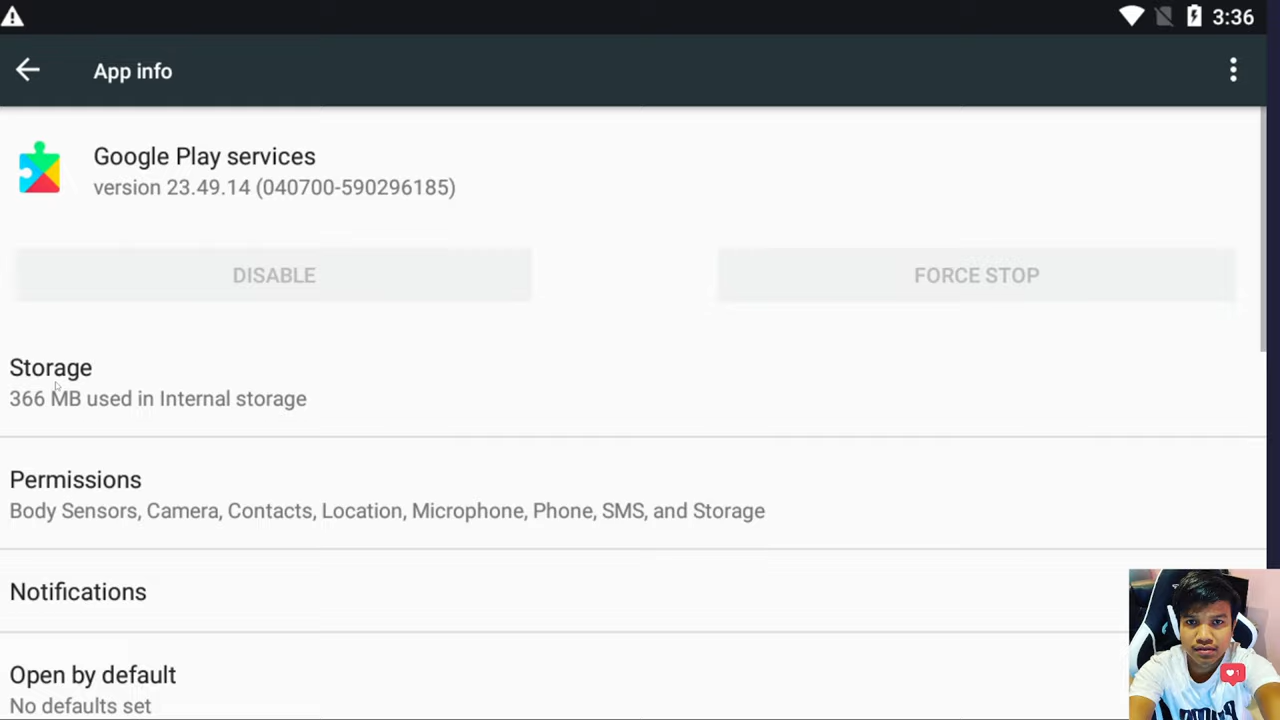 3:36
App info
Google Play services
version 23.49.14 (040700-590296185)
DISABLE
FORCE STOP
Storage
366 MB used in Internal storage
Permissions
Body Sensors, Camera, Contacts, Location, Microphone, Phone, SMS, and Storage
Notifications
Open by default
No defaults set
1